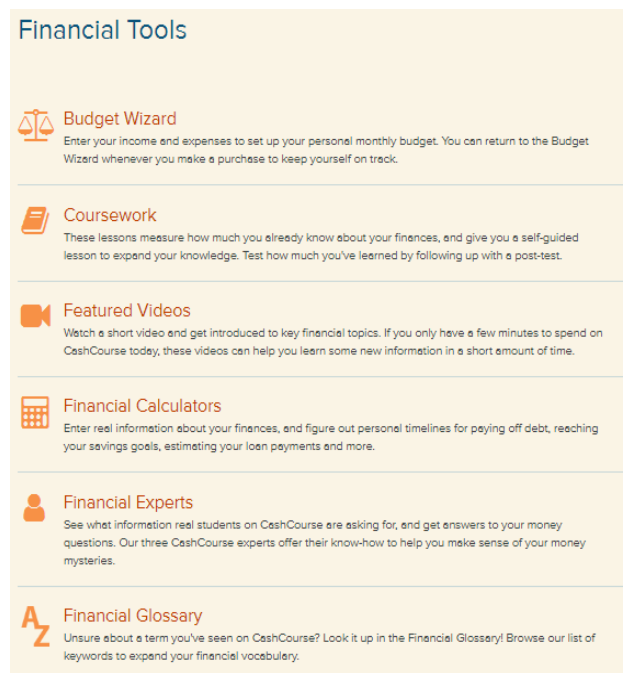 Financial Tools
Budget Wizard
Enter your income and expenses to set up your personal monthly budget. You can return to the Budget
Wizard whenever you make a purchase to keep yourself on track.
Coursework
These lessons measure how much you already know about your finances, and give you a self-guided
lesson to expand your knowledge. Test how much you've learned by following up with a post-test.
Featured Videos
Watch a short video and get introduced to key financial topics. If you only have a few minutes to spend on
CashCourse today, these videos can help you learn some new information in a short amount of time.
Financial Calculators
Enter real information about your finances, and figure out personal timelines for paying off debt, reaching
your savings goals, estimating your loan payments and more.
Financial Experts
See what information real students on CashCourse are asking for, and get answers to your money
questions. Our three CashCourse experts offer their know-how to help you make sense of your money
mysteries.
A
Z
Financial Glossary
Unsure about a term you've seen on CashCourse? Look it up in the Financial Glossary! Browse our list of
keywords to expand your financial vocabulary.